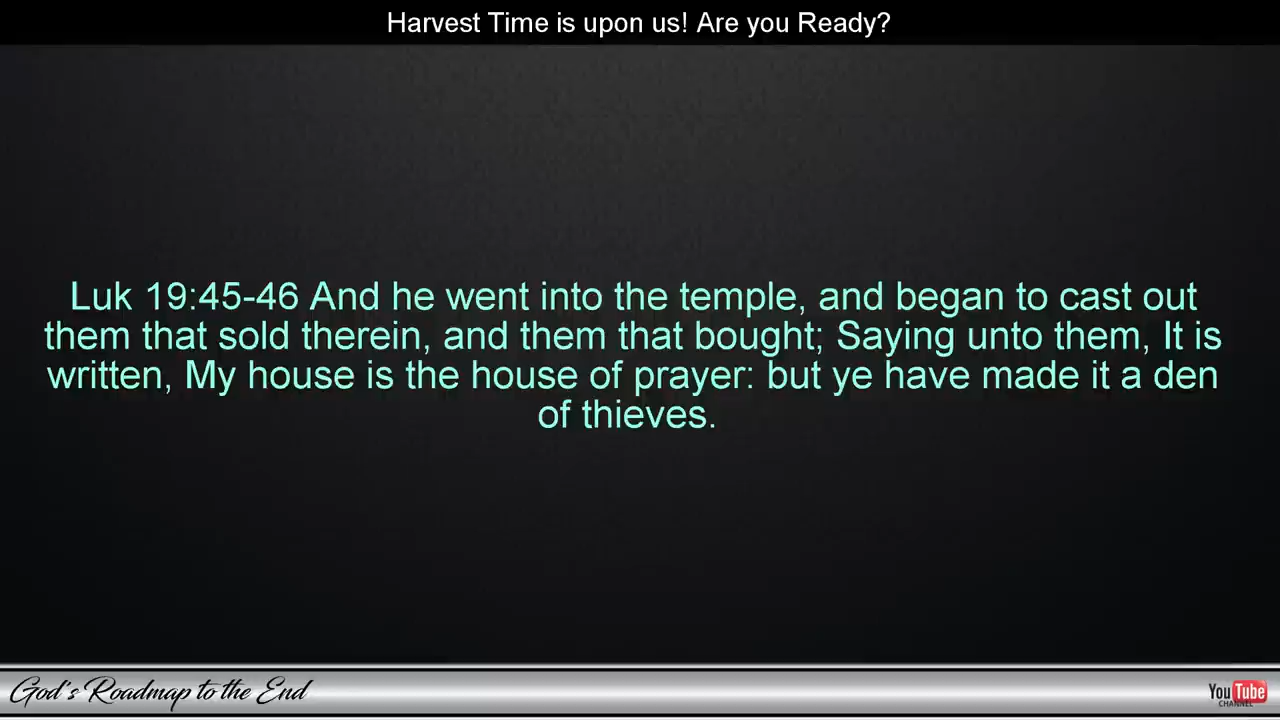 Harvest Time is upon us! Are you Ready?
Luk 19:45-46 And he went into the temple, and began to cast out
them that sold therein, and them that bought; Saying unto them, It is
written, My house is the house of prayer: but ye have made it a den
of thieves.
God's Roadmap to the End
YouTube
CHANNEL